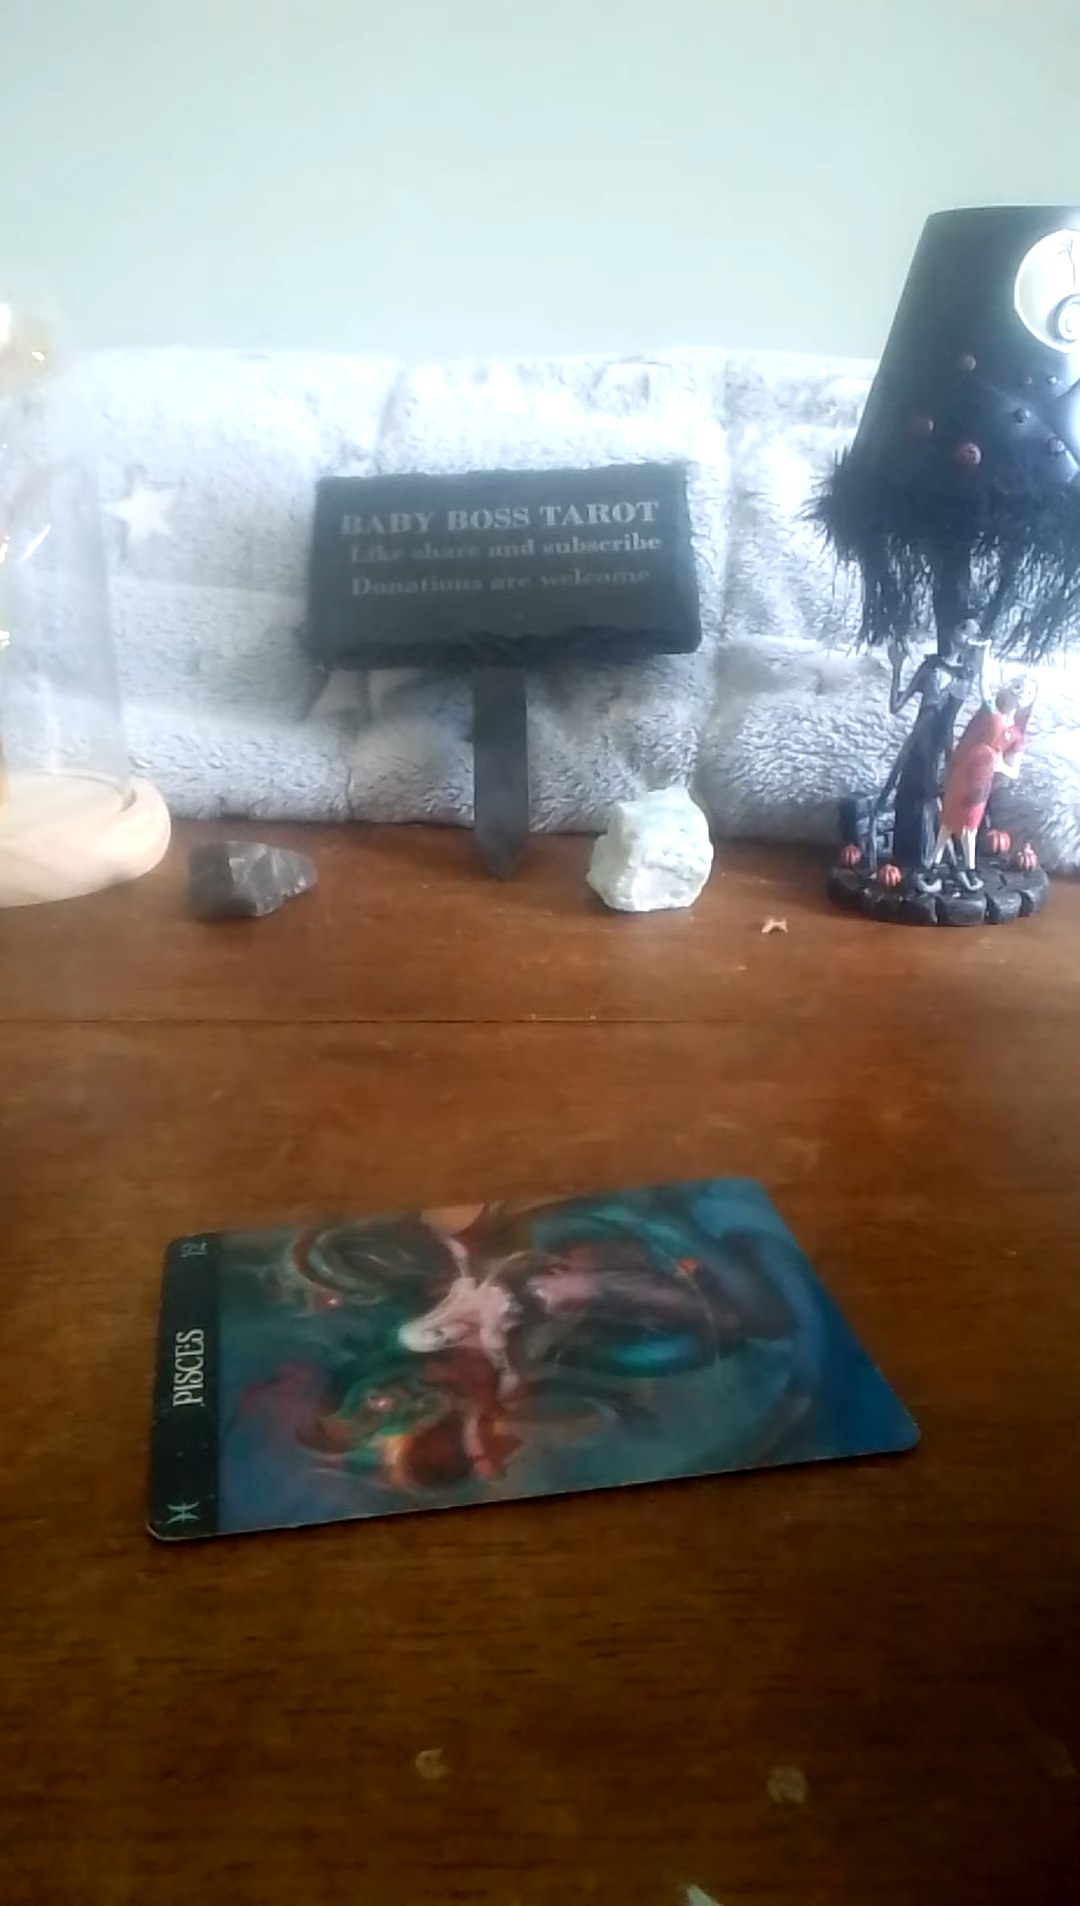 BABY BOSS TAROT
Like share and subscribe
Donations are welcome
12
PISCES